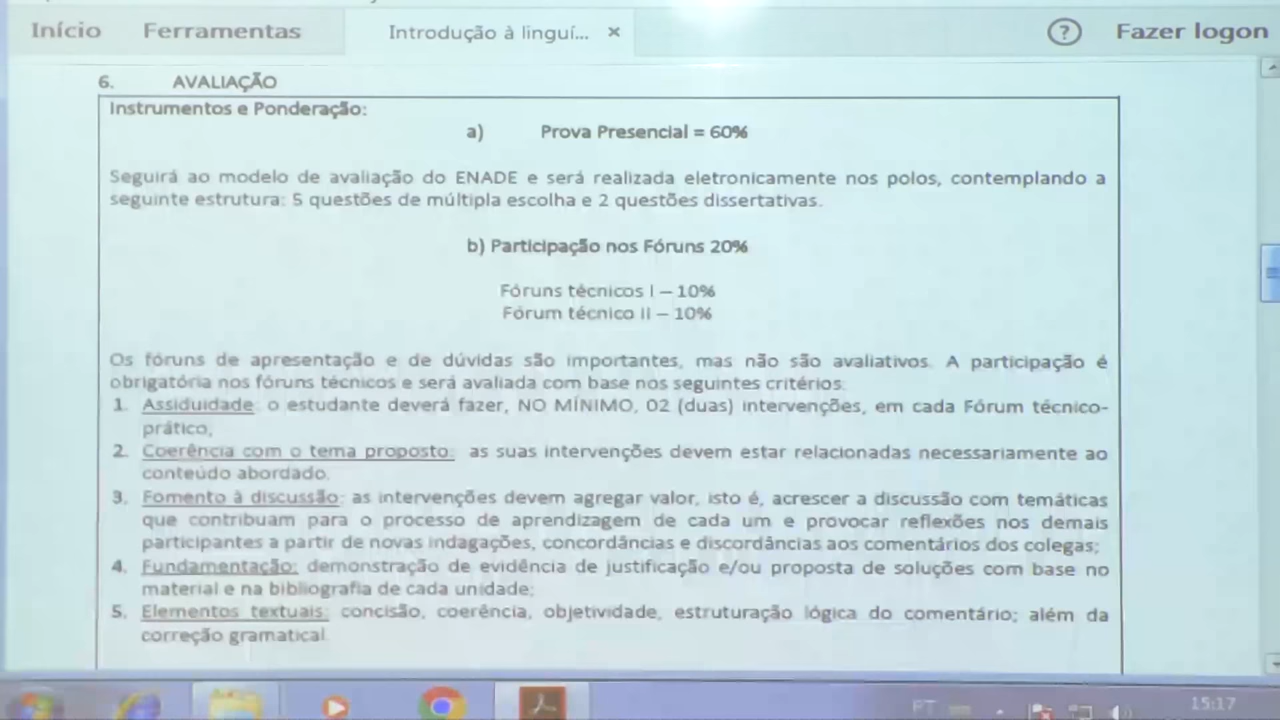 Início Ferramentas Introdução à linguí... × ? Fazer logon
6. AVALIAÇÃO
Instrumentos e Ponderação:
a) Prova Presencial = 60%
Seguirá ao modelo de avaliação do ENADE e será realizada eletronicamente nos polos, contemplando a
seguinte estrutura: 5 questões de múltipla escolha e 2 questões dissertativas.
b) Participação nos Fóruns 20%
Fóruns técnicos I – 10%
Fórum técnico II – 10%
Os fóruns de apresentação e de dúvidas são importantes, mas não são avaliativos. A participação é
obrigatória nos fóruns técnicos e será avaliada com base nos seguintes critérios:
1. Assiduidade: o estudante deverá fazer, NO MÍNIMO, 02 (duas) intervenções, em cada Fórum técnico-
prático;
2. Coerência com o tema proposto: as suas intervenções devem estar relacionadas necessariamente ao
conteúdo abordado.
3. Fomento à discussão: as intervenções devem agregar valor, isto é, acrescer a discussão com temáticas
que contribuam para o processo de aprendizagem de cada um e provocar reflexões nos demais
participantes a partir de novas indagações, concordâncias e discordâncias aos comentários dos colegas;
4. Fundamentação: demonstração de evidência de justificação e/ou proposta de soluções com base no
material e na bibliografia de cada unidade;
5. Elementos textuais: concisão, coerência, objetividade, estruturação lógica do comentário; além da
correção gramatical.
PT 15:17